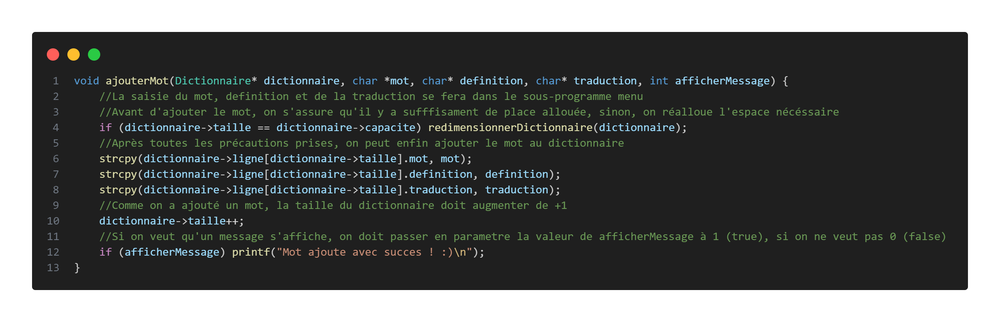 1 void ajouterMot(Dictionnaire* dictionnaire, char *mot, char* definition, char* traduction, int afficherMessage) {
2 //La saisie du mot, definition et de la traduction se fera dans le sous-programme menu
3 //Avant d'ajouter le mot, on s'assure qu'il y a sufffisament de place allouée, sinon, on réalloue l'espace nécéssaire
4 if (dictionnaire->taille == dictionnaire->capacite) redimensionnerDictionnaire(dictionnaire);
5 //Après toutes les précautions prises, on peut enfin ajouter le mot au dictionnaire
6 strcpy(dictionnaire->ligne[dictionnaire->taille].mot, mot);
7 strcpy(dictionnaire->ligne[dictionnaire->taille].definition, definition);
8 strcpy(dictionnaire->ligne[dictionnaire->taille].traduction, traduction);
9 //Comme on a ajouté un mot, la taille du dictionnaire doit augmenter de +1
10 dictionnaire->taille++;
11 //Si on veut qu'un message s'affiche, on doit passer en parametre la valeur de afficherMessage à 1 (true), si on ne veut pas 0 (false)
12 if (afficherMessage) printf("Mot ajoute avec succes ! :)\n");
13 }